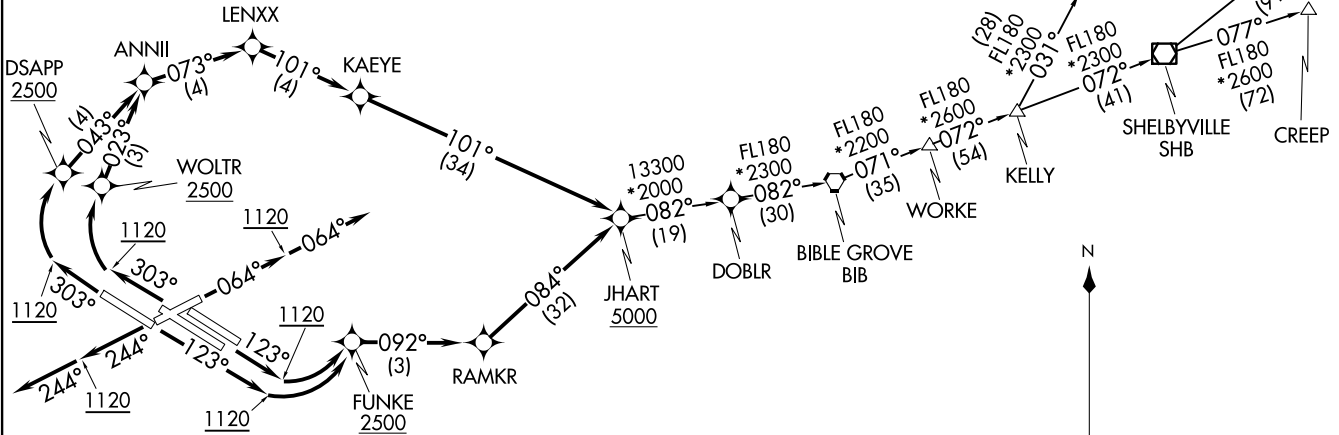 LENXX
ANNII
DSAPP
2500
073°
(4)
101°
(4)
KAEYE
043°
(4)
023°
(3)
WOLTR
2500
101°
(34)
1120
303°
1120
303°
1120
064°
1120
064°
244°
244°
1120
123°
123°
1120
1120
FUNKE
2500
092°
(3)
RAMKR
084°
(32)
JHART
5000
13300
*2000
082°
(19)
DOBLR
FL180
*2300
082°
(30)
BIBLE GROVE
BIB
FL180
*2200
071°
(35)
WORKE
FL180
*2600
072°
(54)
KELLY
(28)
FL180
*2300
031°
FL180
*2300
072°
(41)
SHELBYVILLE
SHB
077°
FL180
*2600
(72)
CREEP
N